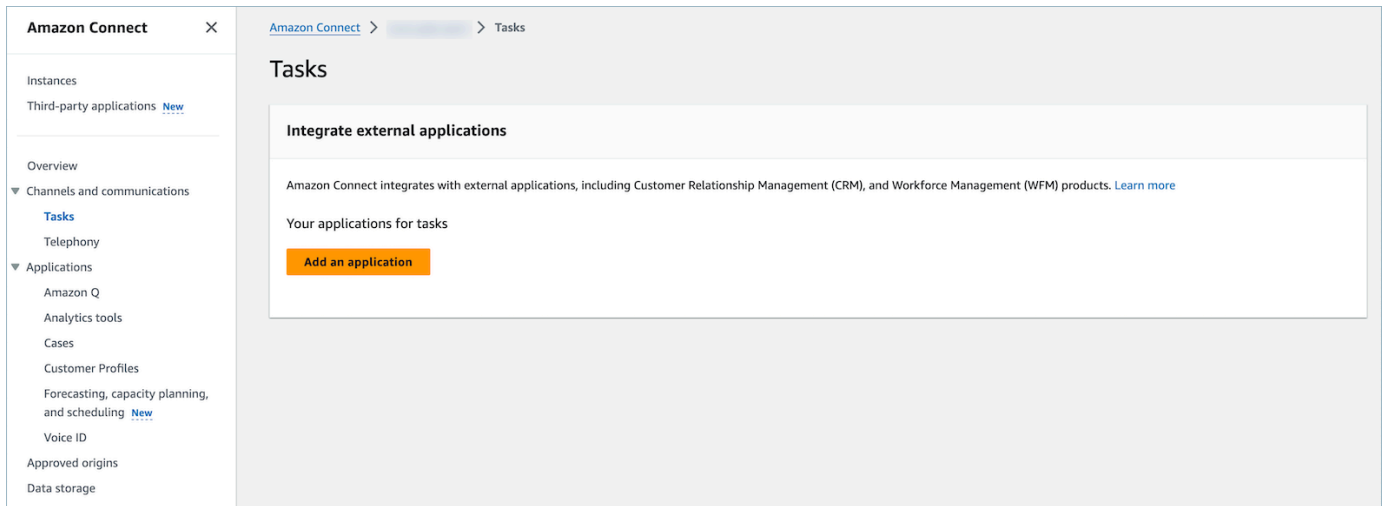 Amazon Connect
Instances
Third-party applications New
Overview
Channels and communications
Tasks
Telephony
Applications
Amazon Q
Analytics tools
Cases
Customer Profiles
Forecasting, capacity planning,
and scheduling New
Voice ID
Approved origins
Data storage
Amazon Connect > > Tasks
Tasks
Integrate external applications
Amazon Connect integrates with external applications, including Customer Relationship Management (CRM), and Workforce Management (WFM) products. Learn more
Your applications for tasks
Add an application